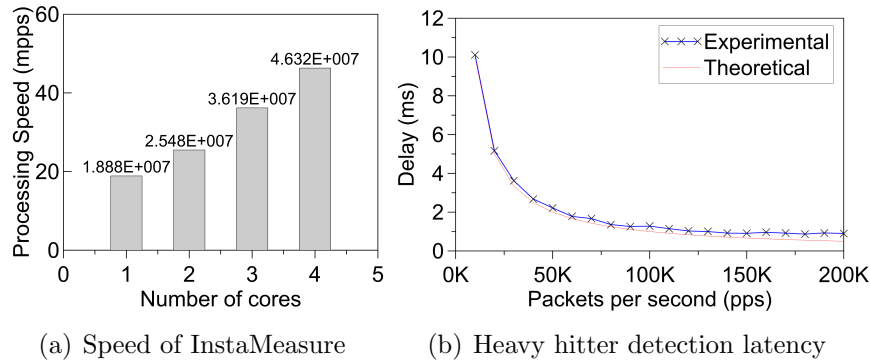 60
40
20
0
Processing Speed (mpps)
1.888E+007
2.548E+007
3.619E+007
4.632E+007
0 1 2 3 4 5
Number of cores
(a) Speed of InstaMeasure
12
10
8
6
4
2
0
Delay (ms)
Experimental
Theoretical
0K 50K 100K 150K 200K
Packets per second (pps)
(b) Heavy hitter detection latency